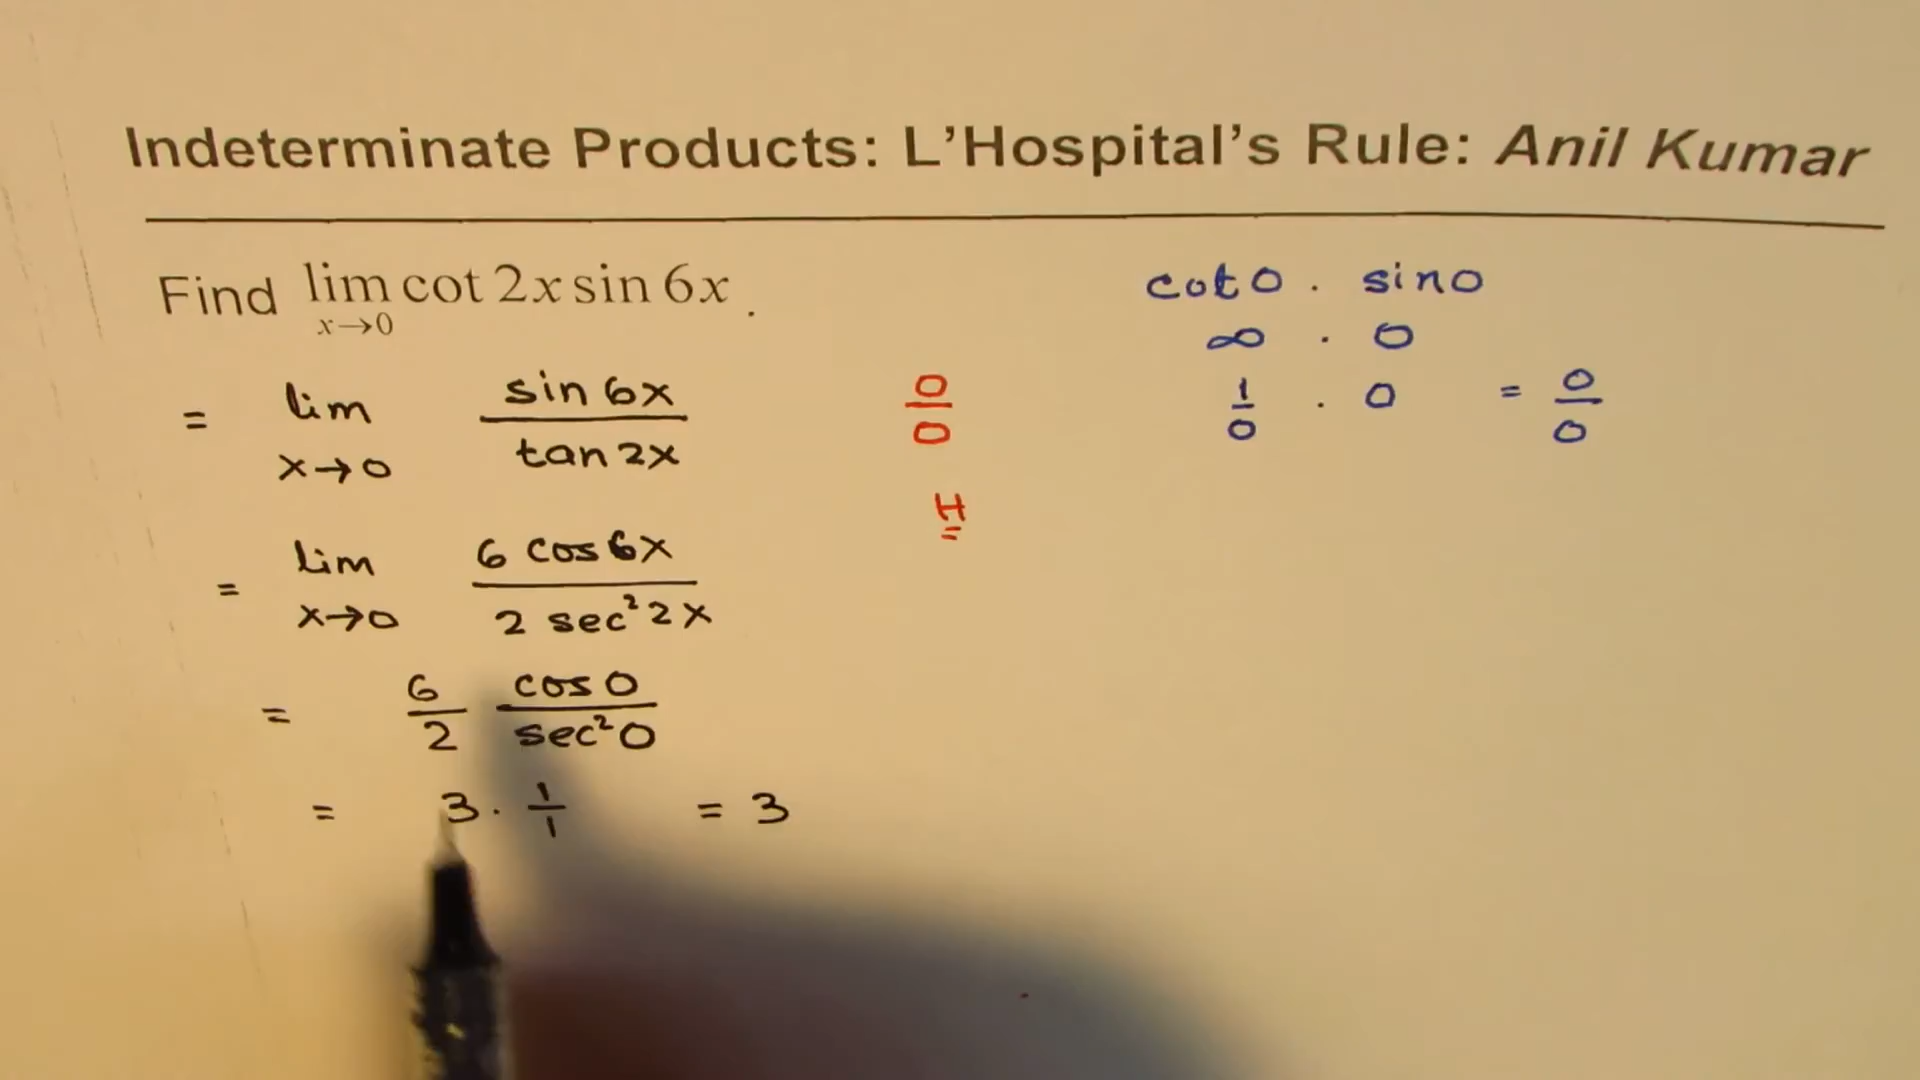 Indeterminate Products: L'Hospital's Rule: Anil Kumar
Find lim x→0 cot 2x sin 6x .
= lim x→0 sin 6x / tan 2x
= lim x→0 6 cos 6x / 2 sec² 2x
= 6/2 cos 0 / sec² 0
= 3 · 1/1 = 3
0/0
H
=
cot 0 · sin 0
∞ · 0
1/0 · 0 = 0/0